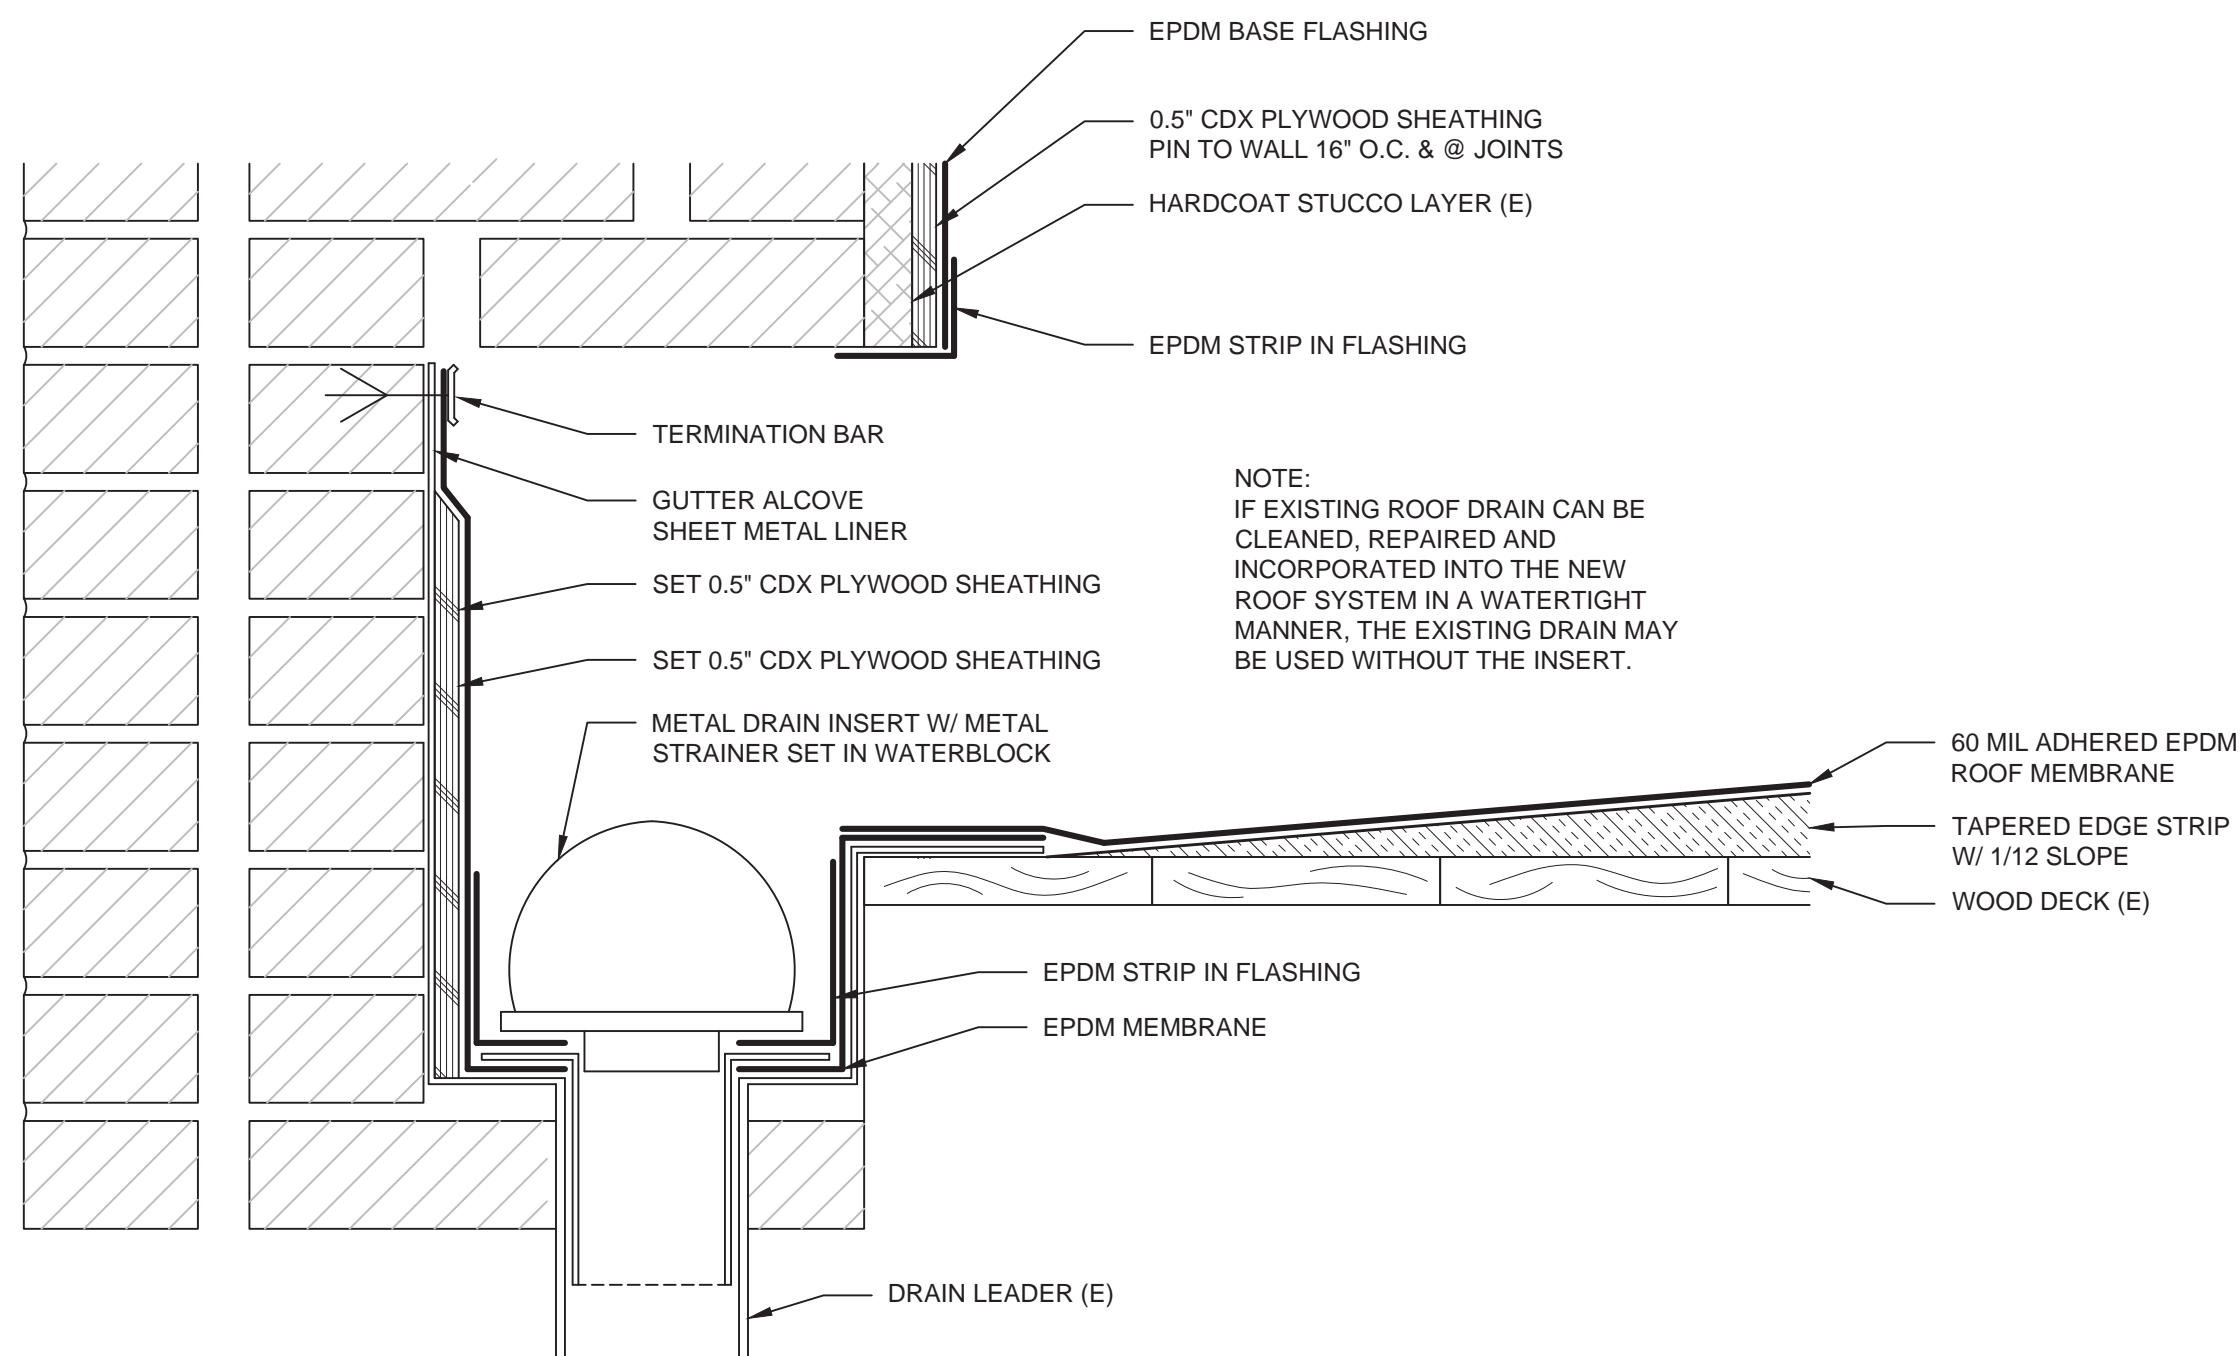 EPDM BASE FLASHING
0.5" CDX PLYWOOD SHEATHING
PIN TO WALL 16" O.C. & @ JOINTS
HARDCOAT STUCCO LAYER (E)
EPDM STRIP IN FLASHING
TERMINATION BAR
GUTTER ALCOVE
SHEET METAL LINER
SET 0.5" CDX PLYWOOD SHEATHING
SET 0.5" CDX PLYWOOD SHEATHING
METAL DRAIN INSERT W/ METAL
STRAINER SET IN WATERBLOCK
NOTE:
IF EXISTING ROOF DRAIN CAN BE
CLEANED, REPAIRED AND
INCORPORATED INTO THE NEW
ROOF SYSTEM IN A WATERTIGHT
MANNER, THE EXISTING DRAIN MAY
BE USED WITHOUT THE INSERT.
60 MIL ADHERED EPDM
ROOF MEMBRANE
TAPERED EDGE STRIP
W/ 1/12 SLOPE
WOOD DECK (E)
EPDM STRIP IN FLASHING
EPDM MEMBRANE
DRAIN LEADER (E)